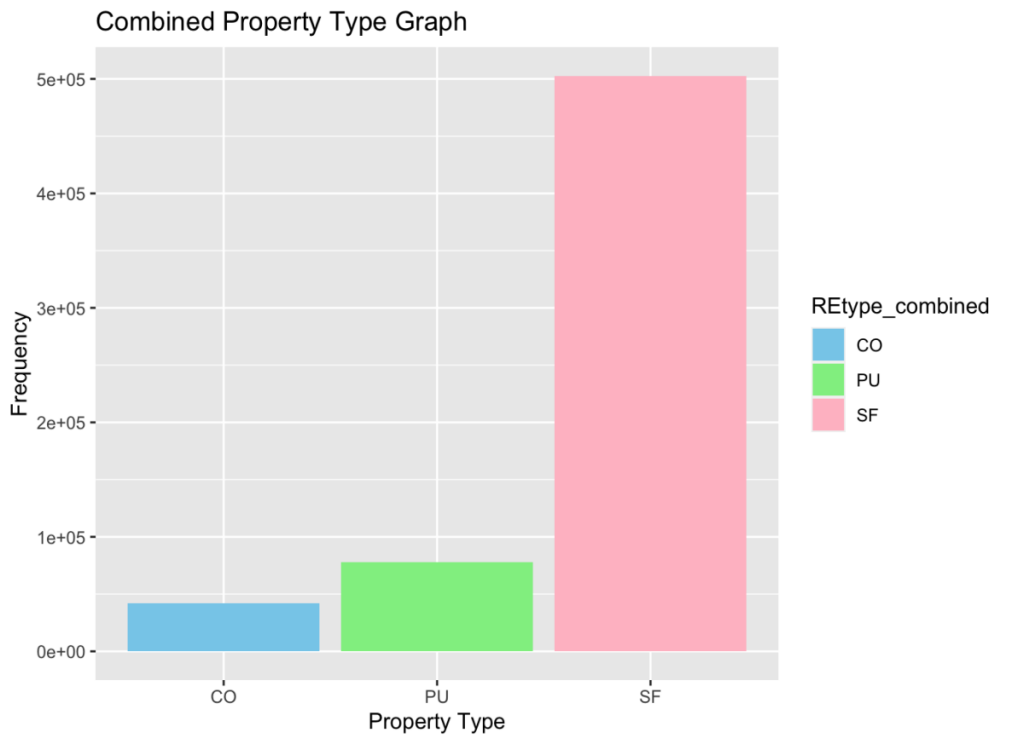 Combined Property Type Graph
5e+05
4e+05
3e+05
2e+05
1e+05
0e+00
Frequency
CO
PU
SF
Property Type
REtype_combined
CO
PU
SF